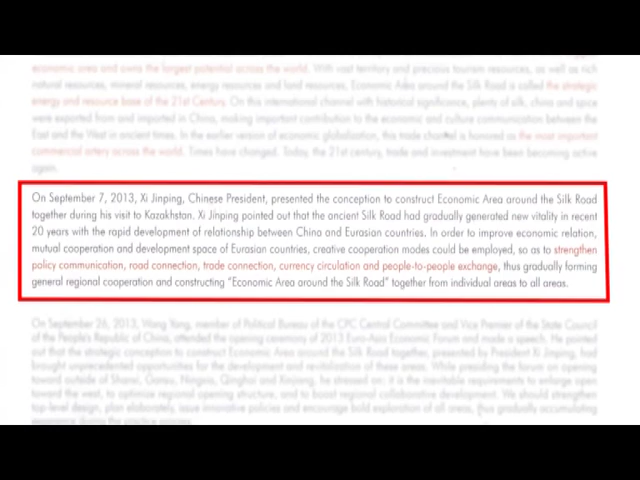 economic area and owns the largest potential across the world. With vast territory and precious tourism resources, as well as rich
natural resources, mineral resources, energy resources and land resources, Economic Area around the Silk Road is called the strategic
energy and resource base of the 21st Century. On this international channel with historical significance, plenty of silk, china and spice
were exported from and imported in China, making important contribution to the economic and culture communication between the
East and the West in ancient times. In the earlier version of economic globalization, this trade channel is honored as the most important
commercial artery across the world. Times have changed. Today, the 21st century, trade and investment have been becoming active
again.
On September 7, 2013, Xi Jinping, Chinese President, presented the conception to construct Economic Area around the Silk Road
together during his visit to Kazakhstan. Xi Jinping pointed out that the ancient Silk Road had gradually generated new vitality in recent
20 years with the rapid development of relationship between China and Eurasian countries. In order to improve economic relation,
mutual cooperation and development space of Eurasian countries, creative cooperation modes could be employed, so as to strengthen
policy communication, road connection, trade connection, currency circulation and people-to-people exchange, thus gradually forming
general regional cooperation and constructing “Economic Area around the Silk Road” together from individual areas to all areas.
On September 26, 2013, Wang Yang, member of Political Bureau of the CPC Central Committee and Vice Premier of the State Council
of the People's Republic of China, attended the opening ceremony of 2013 Euro-Asia Economic Forum and made a speech. He pointed
out that the strategic conception to construct Economic Area around the Silk Road together, presented by President Xi Jinping, had
brought unprecedented opportunities for the development and revitalization of these areas. While presiding the forum on opening
toward outside of Shanxi, Gansu, Ningxia, Qinghai and Xinjiang, he stressed on: it is the inevitable requirements to enlarge open
toward the west, to optimize regional opening structure, and to boost regional collaborative development. We should strengthen
top-level design, plan elaborately, issue innovative policies and encourage bold exploration of all areas, thus gradually accumulating
experience during the practice process.